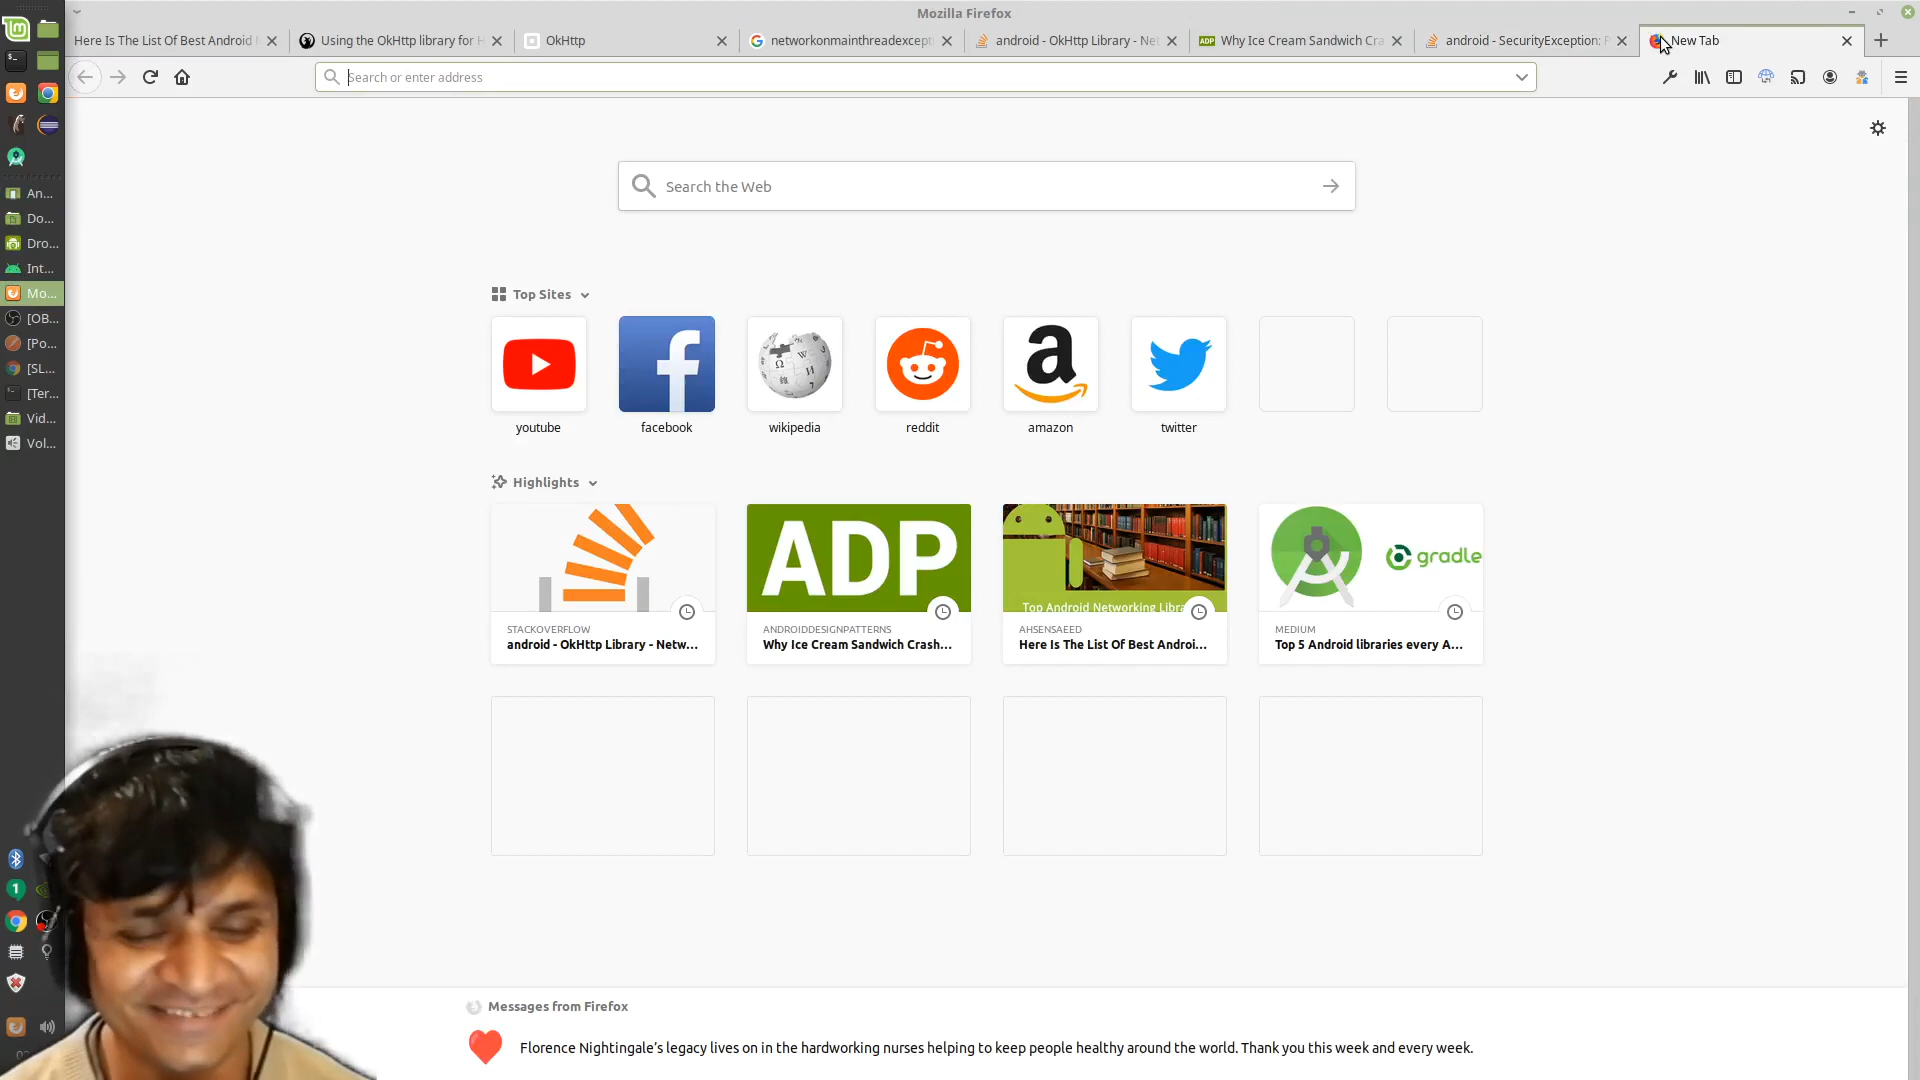 Mozilla Firefox
Here Is The List Of Best Android
Using the OkHttp library for H
OkHttp
networkonmainthreadexcept
android - OkHttp Library - Net
Why Ice Cream Sandwich Cra
android - SecurityException: P
New Tab
Search or enter address
An...
Do...
Dro...
Int...
Mo...
[OB...
[Po...
[SL...
[Ter...
Vid...
Vol...
Search the Web
Top Sites
youtube
facebook
wikipedia
reddit
amazon
twitter
Highlights
ADP
Top Android Networking Libra
gradle
STACKOVERFLOW
android - OkHttp Library - Netw...
ANDROIDDESIGNPATTERNS
Why Ice Cream Sandwich Crash...
AHSENSAEED
Here Is The List Of Best Androi...
MEDIUM
Top 5 Android libraries every A...
Messages from Firefox
Florence Nightingale’s legacy lives on in the hardworking nurses helping to keep people healthy around the world. Thank you this week and every week.